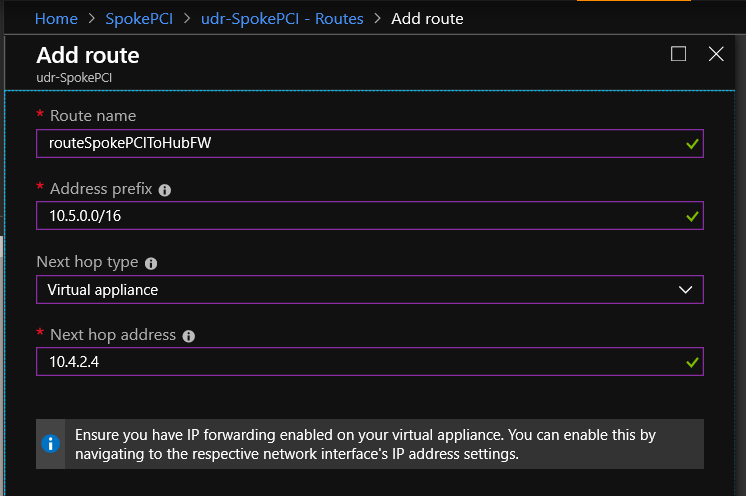 Home > SpokePCI > udr-SpokePCI - Routes > Add route
Add route
udr-SpokePCI
* Route name
routeSpokePCIToHubFW
* Address prefix
10.5.0.0/16
Next hop type
Virtual appliance
* Next hop address
10.4.2.4
Ensure you have IP forwarding enabled on your virtual appliance. You can enable this by
navigating to the respective network interface's IP address settings.